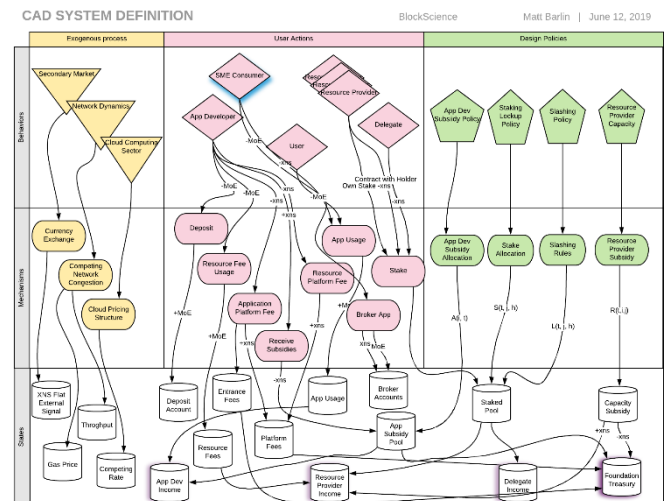 CAD SYSTEM DEFINITION
BlockScience
Matt Barlin | June 12, 2019
Exogenous process
User Actions
Design Policies
Behaviors
Secondary Market
Network Dynamics
Cloud Computing
Sector
SME Consumer
App Developer
User
Resource Provider
Delegate
App Dev
Subsidy Policy
Staking
Lockup
Policy
Slashing
Policy
Resource
Provider
Capacity
-MoE
-xns
-MoE
-MoE
-xns
+xns
-MoE
Contract with Holder
Own Stake -xns
-xns
Mechanisms
Currency
Exchange
Computing
Network
Congestion
Cloud Pricing
Structure
Deposit
Resource Fee
Usage
Application
Platform Fee
Receive
Subsidies
App Usage
Resource
Platform Fee
Broker App
Stake
App Dev
Subsidy
Allocation
Stake
Allocation
Slashing
Rules
Resource
Provider
Subsidy
+MoE
+MoE
+xns
-xns
+xns
xns
MoE
A(i, t)
S(i, j, h)
L(i, j, h)
States
XNS Fiat
External
Signal
Gas Price
Throchput
Competing
Rate
Deposit
Account
Resource
Fees
Entrance
Fees
Platform
Fees
App Usage
Broker
Accounts
App
Subsidy
Pool
Staked
Pool
Capacity
Subsidy
+xns
-xns
App Dev
Income
Resource
Provider
Income
Delegate
Income
Foundation
Treasury